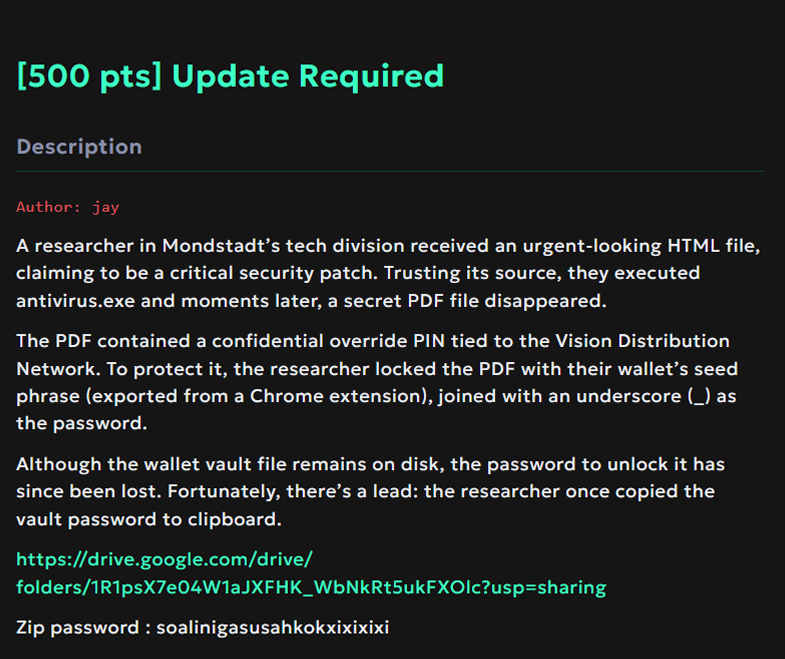 [500 pts] Update Required
Description
Author: jay
A researcher in Mondstadt’s tech division received an urgent-looking HTML file,
claiming to be a critical security patch. Trusting its source, they executed
antivirus.exe and moments later, a secret PDF file disappeared.
The PDF contained a confidential override PIN tied to the Vision Distribution
Network. To protect it, the researcher locked the PDF with their wallet’s seed
phrase (exported from a Chrome extension), joined with an underscore (_) as
the password.
Although the wallet vault file remains on disk, the password to unlock it has
since been lost. Fortunately, there’s a lead: the researcher once copied the
vault password to clipboard.
https://drive.google.com/drive/
folders/1R1psX7e04W1aJXFHK_WbNkRt5ukFXOlc?usp=sharing
Zip password : soalinigasusahkokxixixixi